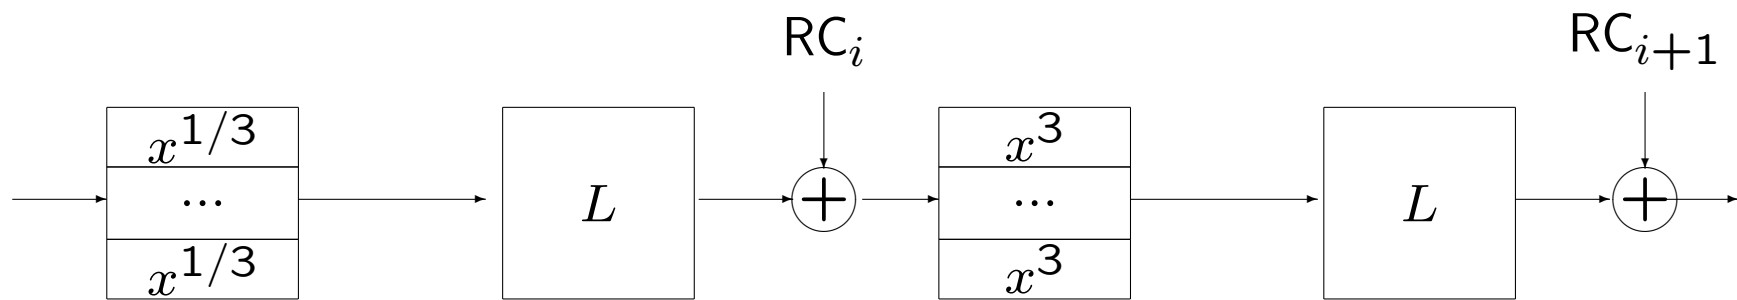 RC_i
RC_{i+1}
x^{1/3}
x^3
...
L
+
...
L
+
x^{1/3}
x^3